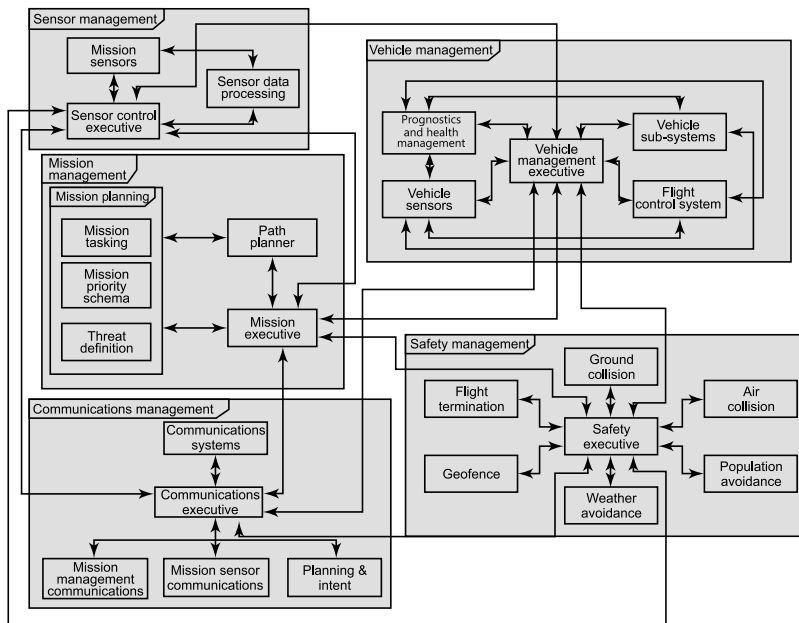 Sensor management
Mission
sensors
Sensor data
processing
Sensor control
executive
Vehicle management
Prognostics
and health
management
Vehicle
management
executive
Vehicle
sub-systems
Vehicle
sensors
Flight
control system
Mission
management
Mission planning
Mission
tasking
Mission
priority
schema
Threat
definition
Path
planner
Mission
executive
Safety management
Ground
collision
Flight
termination
Air
collision
Safety
executive
Geofence
Population
avoidance
Weather
avoidance
Communications management
Communications
systems
Communications
executive
Mission
management
communications
Mission sensor
communications
Planning &
intent